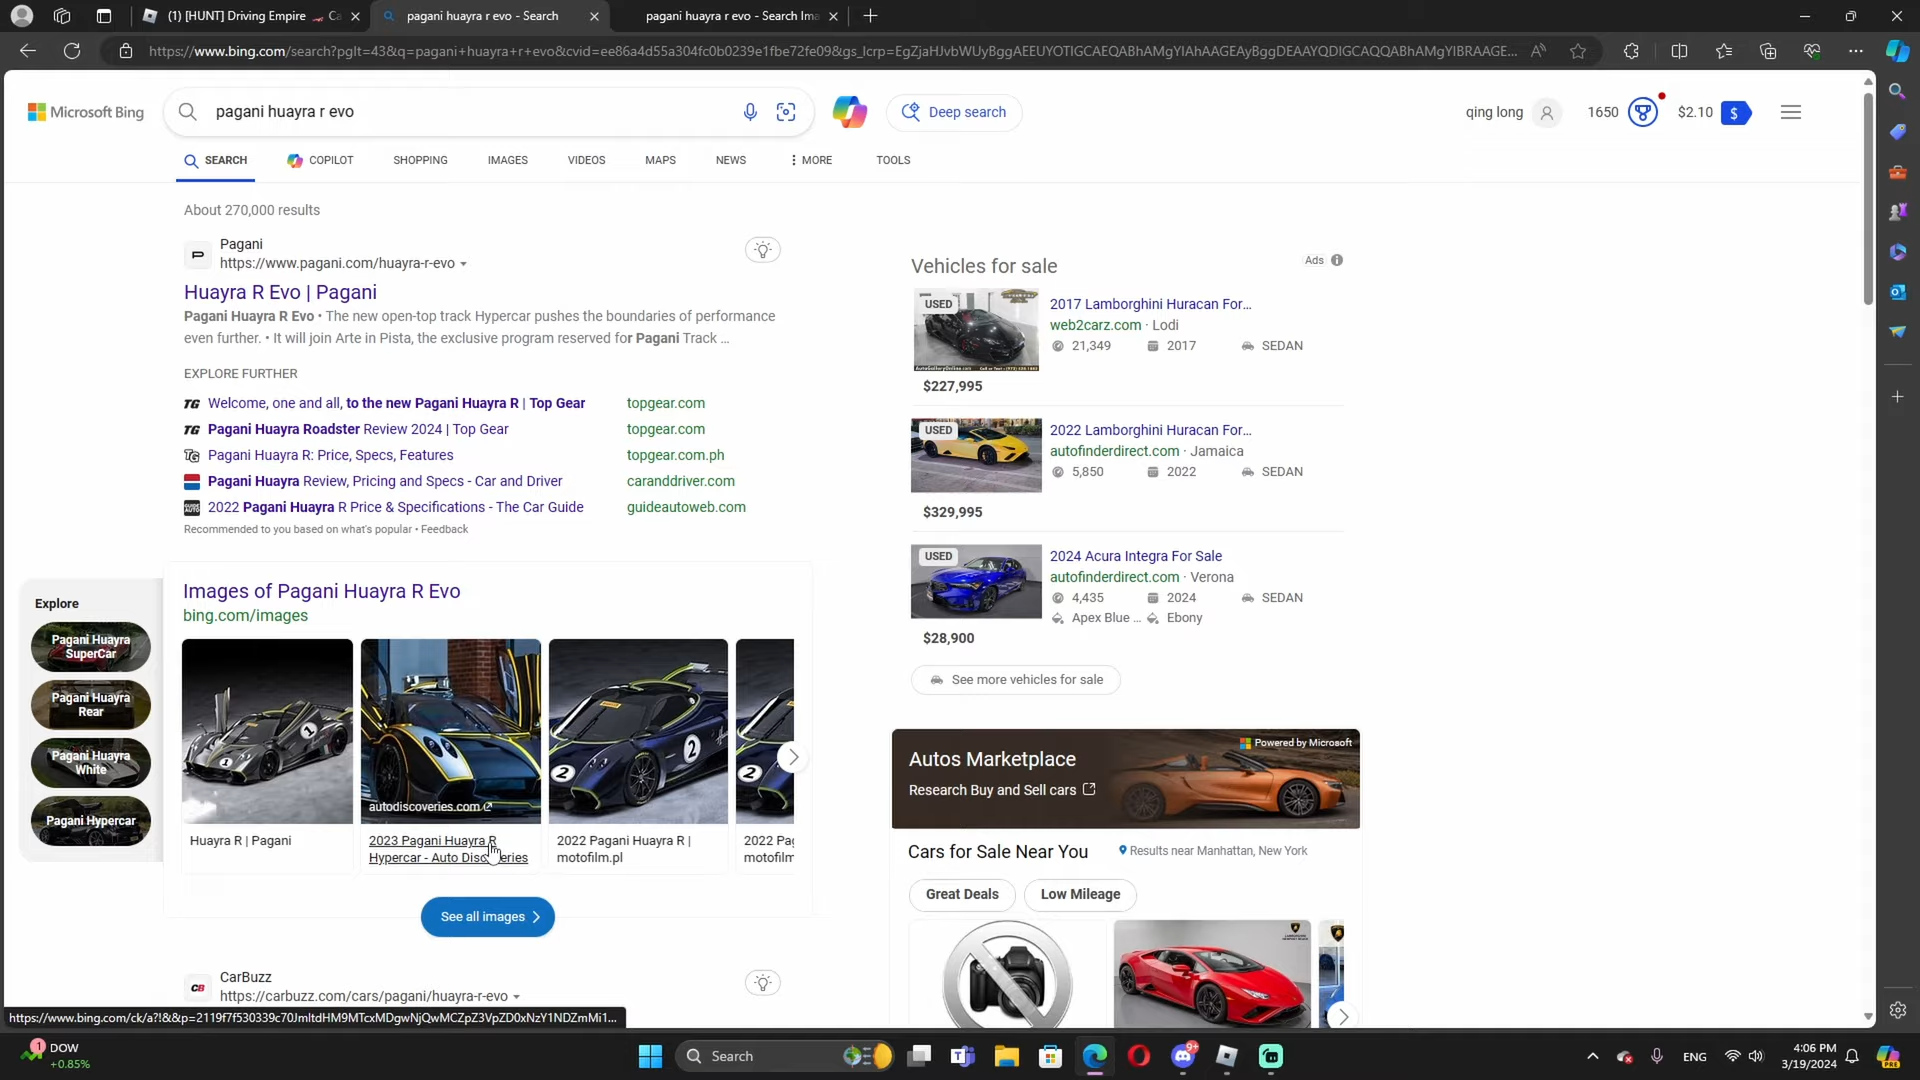 (1) [HUNT] Driving Empire
pagani huayra r evo - Search
pagani huayra r evo - Search Ima
https://www.bing.com/search?pglt=43&q=pagani+huayra+r+evo&cvid=ee86a4d55a304fc0b0239e1fbe72fe09&gs_lcrp=EgZjaHJvbWUyBggAEEUYOTIGCAEQABhAMgYIAhAAGEAyBggDEAAYQDIGCAQQABhAMgYIBRAAGE...
Microsoft Bing
pagani huayra r evo
Deep search
qing long
1650
$2.10
$
SEARCH
COPILOT
SHOPPING
IMAGES
VIDEOS
MAPS
NEWS
MORE
TOOLS
About 270,000 results
Pagani
https://www.pagani.com/huayra-r-evo
Huayra R Evo | Pagani
Pagani Huayra R Evo • The new open-top track Hypercar pushes the boundaries of performance
even further. • It will join Arte in Pista, the exclusive program reserved for Pagani Track ...
EXPLORE FURTHER
TG Welcome, one and all, to the new Pagani Huayra R | Top Gear topgear.com
TG Pagani Huayra Roadster Review 2024 | Top Gear topgear.com
TG Pagani Huayra R: Price, Specs, Features topgear.com.ph
Pagani Huayra Review, Pricing and Specs - Car and Driver caranddriver.com
2022 Pagani Huayra R Price & Specifications - The Car Guide guideautoweb.com
Recommended to you based on what's popular • Feedback
Explore
Pagani Huayra
SuperCar
Pagani Huayra
Rear
Pagani Huayra
White
Pagani Hypercar
Images of Pagani Huayra R Evo
bing.com/images
1
1
autodiscoveries.com
2
2
2
Huayra R | Pagani
2023 Pagani Huayra R
Hypercar - Auto Discoveries
2022 Pagani Huayra R |
motofilm.pl
2022 Pag
motofilm
See all images
CB
CarBuzz
https://carbuzz.com/cars/pagani/huayra-r-evo
https://www.bing.com/ck/a?!&&p=2119f7f530339c70JmltdHM9MTcxMDgwNjQwMCZpZ3VpZD0xNzY1NDZmMi1...
Vehicles for sale
Ads
USED
2017 Lamborghini Huracan For...
web2carz.com · Lodi
21,349 2017 SEDAN
$227,995
USED
2022 Lamborghini Huracan For...
autofinderdirect.com · Jamaica
5,850 2022 SEDAN
$329,995
USED
2024 Acura Integra For Sale
autofinderdirect.com · Verona
4,435 2024 SEDAN
Apex Blue ... Ebony
$28,900
See more vehicles for sale
Powered by Microsoft
Autos Marketplace
Research Buy and Sell cars
Cars for Sale Near You
Results near Manhattan, New York
Great Deals
Low Mileage
1
DOW
+0.85%
Search
9+
ENG
4:06 PM
3/19/2024
PRE